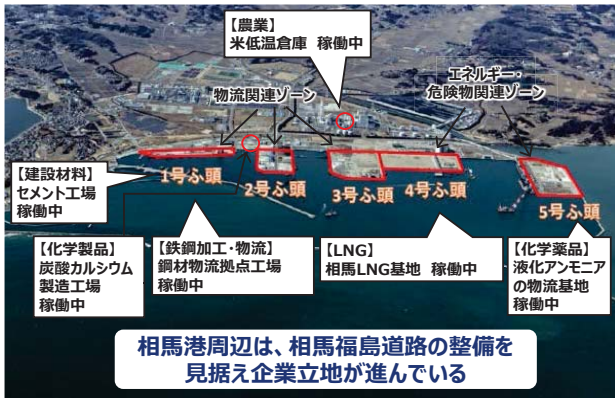 【農業】
米低温倉庫 稼働中
物流関連ゾーン
エネルギー・
危険物関連ゾーン
【建設材料】
セメント工場
稼働中
1号ふ頭
2号ふ頭
3号ふ頭
4号ふ頭
5号ふ頭
【化学製品】
炭酸カルシウム
製造工場
稼働中
【鉄鋼加工・物流】
鋼材物流拠点工場
稼働中
【LNG】
相馬LNG基地 稼働中
【化学薬品】
液化アンモニア
の物流基地
稼働中
相馬港周辺は、相馬福島道路の整備を
見据え企業立地が進んでいる